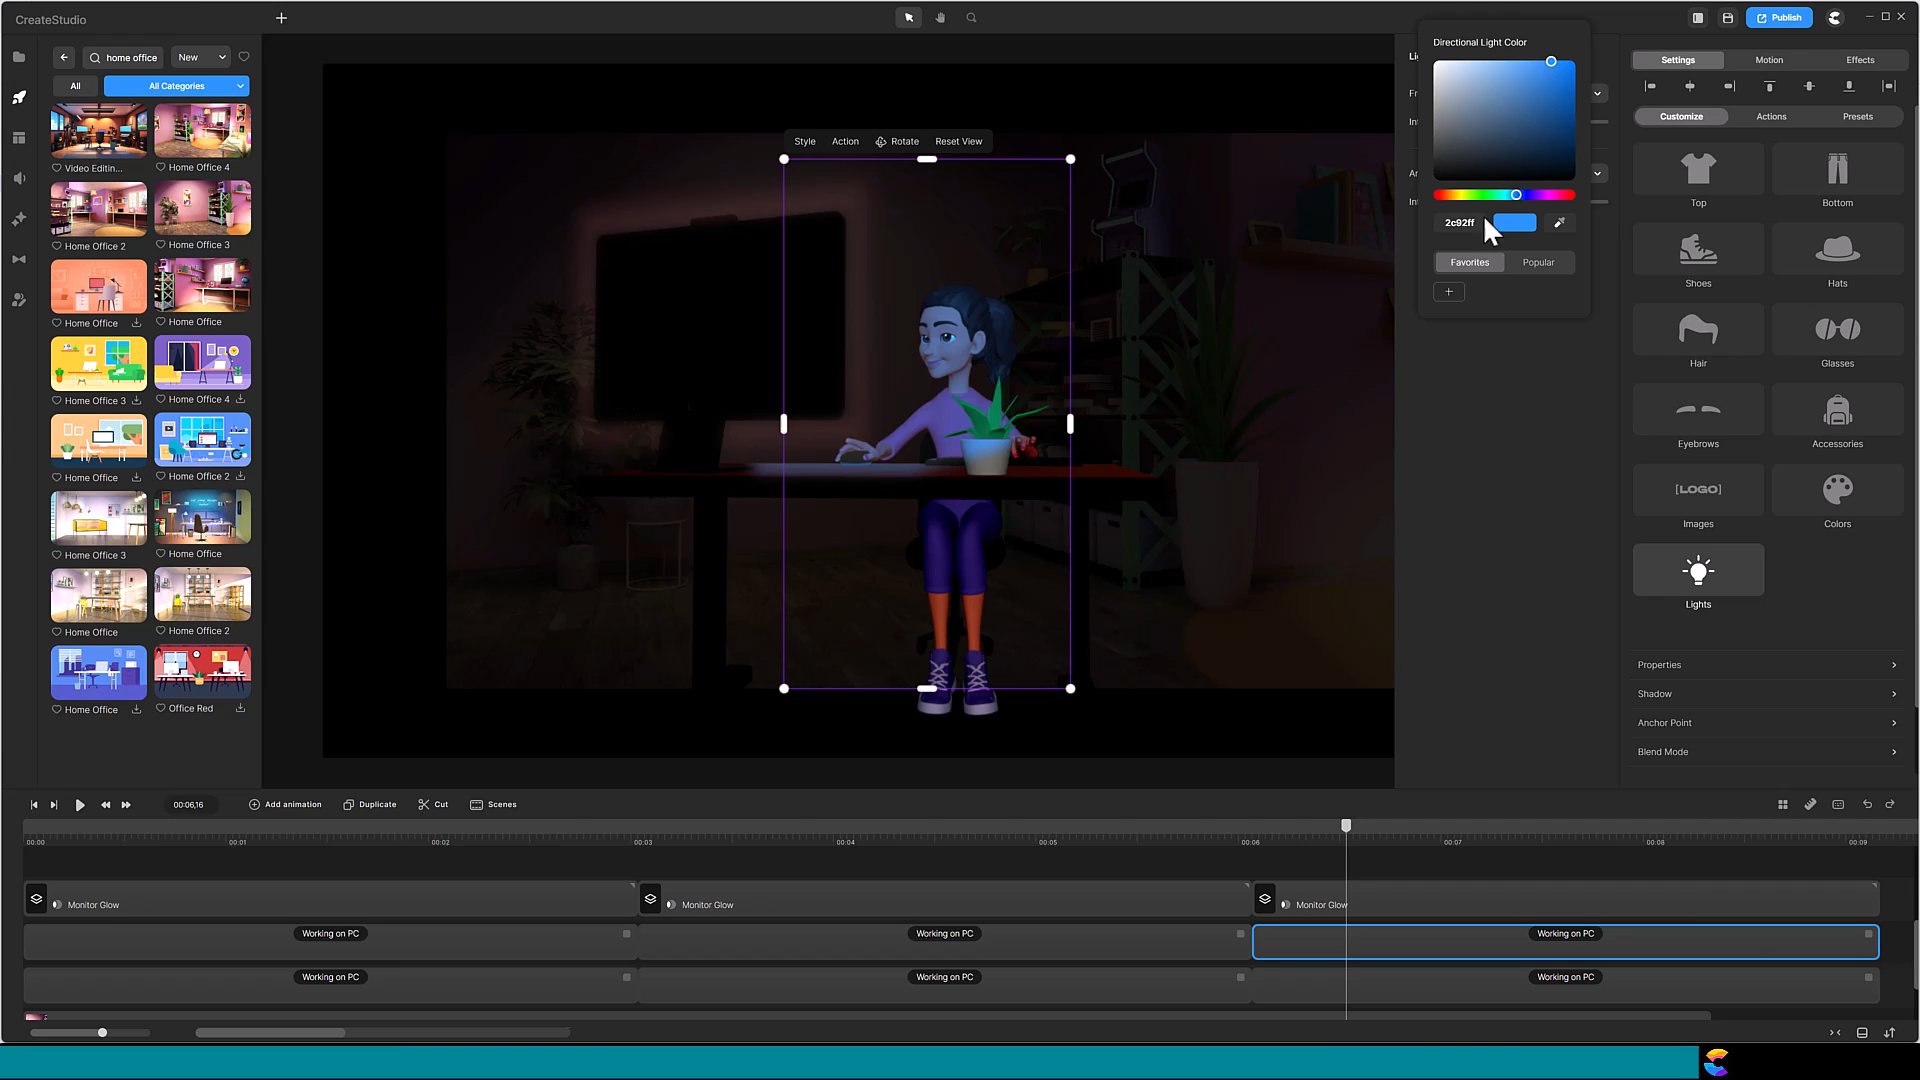 CreateStudio
Publish
home office
New
All
All Categories
Video Editin...
Home Office 4
Home Office 2
Home Office 3
Home Office
Home Office
Home Office 3
Home Office 4
Home Office
Home Office 2
Home Office 3
Home Office
Home Office
Home Office 2
Home Office
Office Red
Style
Action
Rotate
Reset View
Directional Light Color
2c92ff
Favorites
Popular
Settings
Motion
Effects
Customize
Actions
Presets
Top
Bottom
Shoes
Hats
Hair
Glasses
Eyebrows
Accessories
[LOGO]
Images
Colors
Lights
Properties
Shadow
Anchor Point
Blend Mode
00:06,16
Add animation
Duplicate
Cut
Scenes
00:00
00:01
00:02
00:03
00:04
00:05
00:06
00:07
00:08
00:09
Monitor Glow
Monitor Glow
Monitor Glow
Working on PC
Working on PC
Working on PC
Working on PC
Working on PC
Working on PC